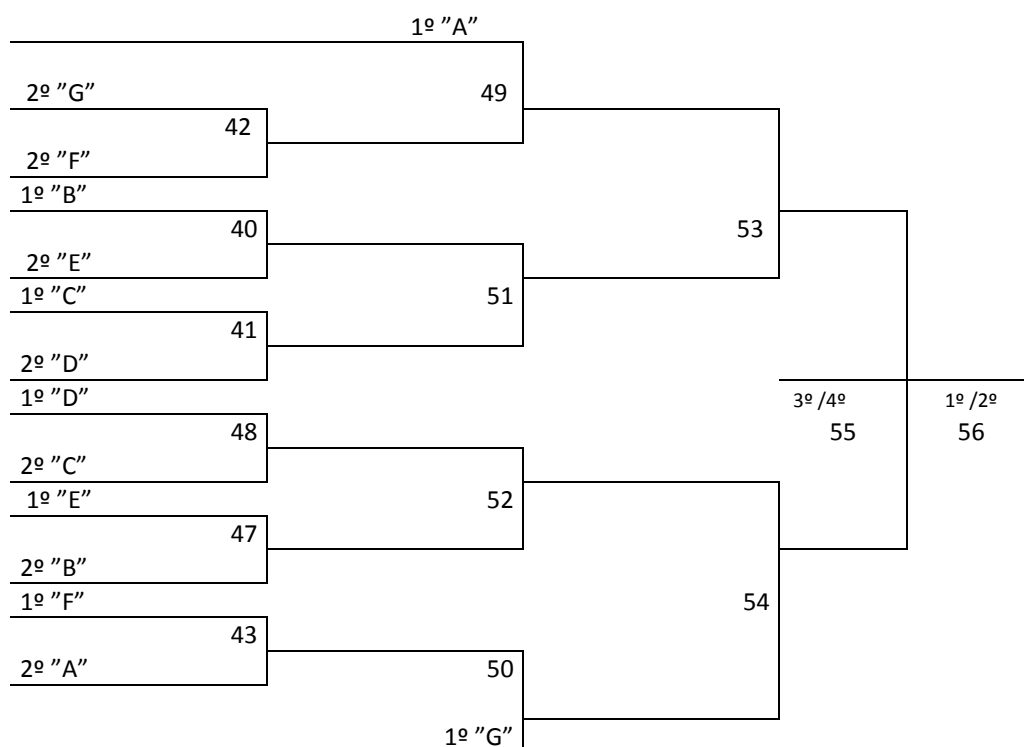 1º ”A”
2º ”G”
49
42
2º ”F”
1º ”B”
40
53
2º ”E”
1º ”C”
51
41
2º ”D”
1º ”D”
3º /4º
1º /2º
55
56
48
2º ”C”
1º ”E”
52
47
2º ”B”
1º ”F”
54
43
2º ”A”
50
1º ”G”